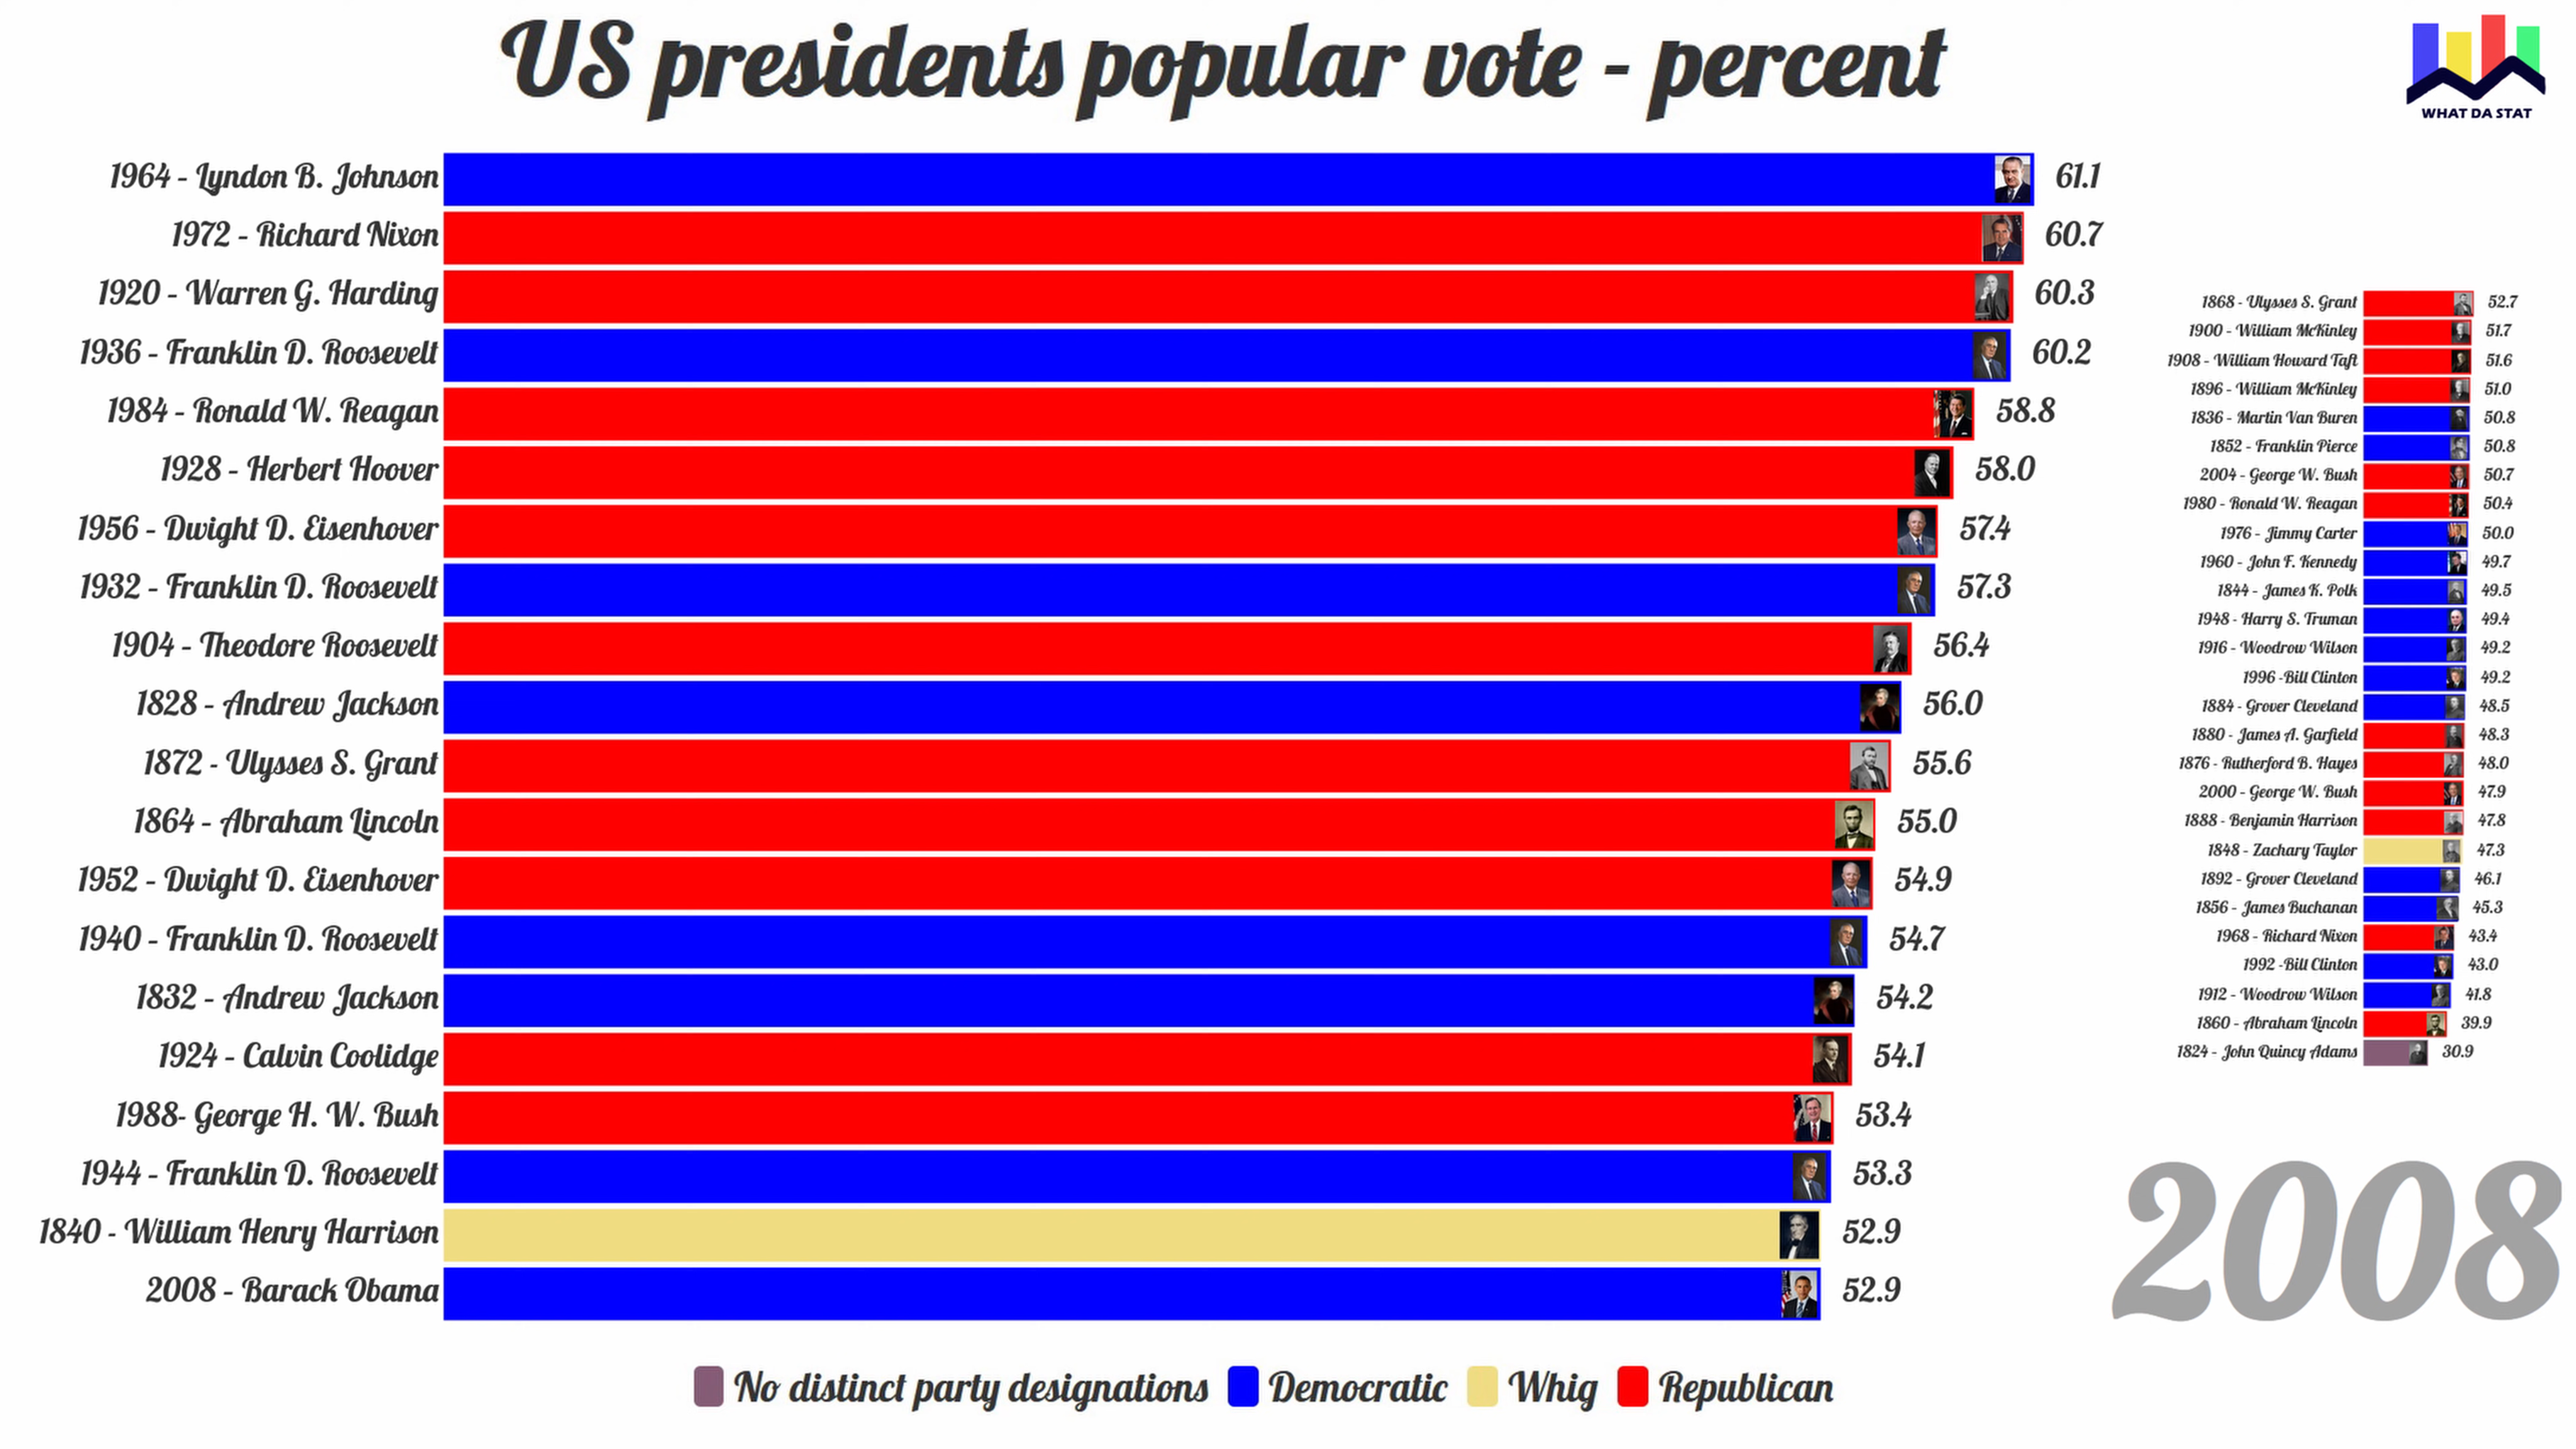 US presidents popular vote - percent
WHAT DA STAT
1964 - Lyndon B. Johnson 61.1
1972 - Richard Nixon 60.7
1920 - Warren G. Harding 60.3
1936 - Franklin D. Roosevelt 60.2
1984 - Ronald W. Reagan 58.8
1928 - Herbert Hoover 58.0
1956 - Dwight D. Eisenhover 57.4
1932 - Franklin D. Roosevelt 57.3
1904 - Theodore Roosevelt 56.4
1828 - Andrew Jackson 56.0
1872 - Ulysses S. Grant 55.6
1864 - Abraham Lincoln 55.0
1952 - Dwight D. Eisenhover 54.9
1940 - Franklin D. Roosevelt 54.7
1832 - Andrew Jackson 54.2
1924 - Calvin Coolidge 54.1
1988- George H. W. Bush 53.4
1944 - Franklin D. Roosevelt 53.3
1840 - William Henry Harrison 52.9
2008 - Barack Obama 52.9
1868 - Ulysses S. Grant 52.7
1900 - William McKinley 51.7
1908 - William Howard Taft 51.6
1896 - William McKinley 51.0
1836 - Martin Van Buren 50.8
1852 - Franklin Pierce 50.8
2004 - George W. Bush 50.7
1980 - Ronald W. Reagan 50.4
1976 - Jimmy Carter 50.0
1960 - John F. Kennedy 49.7
1844 - James K. Polk 49.5
1948 - Harry S. Truman 49.4
1916 - Woodrow Wilson 49.2
1996 -Bill Clinton 49.2
1884 - Grover Cleveland 48.5
1880 - James A. Garfield 48.3
1876 - Rutherford B. Hayes 48.0
2000 - George W. Bush 47.9
1888 - Benjamin Harrison 47.8
1848 - Zachary Taylor 47.3
1892 - Grover Cleveland 46.1
1856 - James Buchanan 45.3
1968 - Richard Nixon 43.4
1992 -Bill Clinton 43.0
1912 - Woodrow Wilson 41.8
1860 - Abraham Lincoln 39.9
1824 - John Quincy Adams 30.9
2008
No distinct party designations Democratic Whig Republican